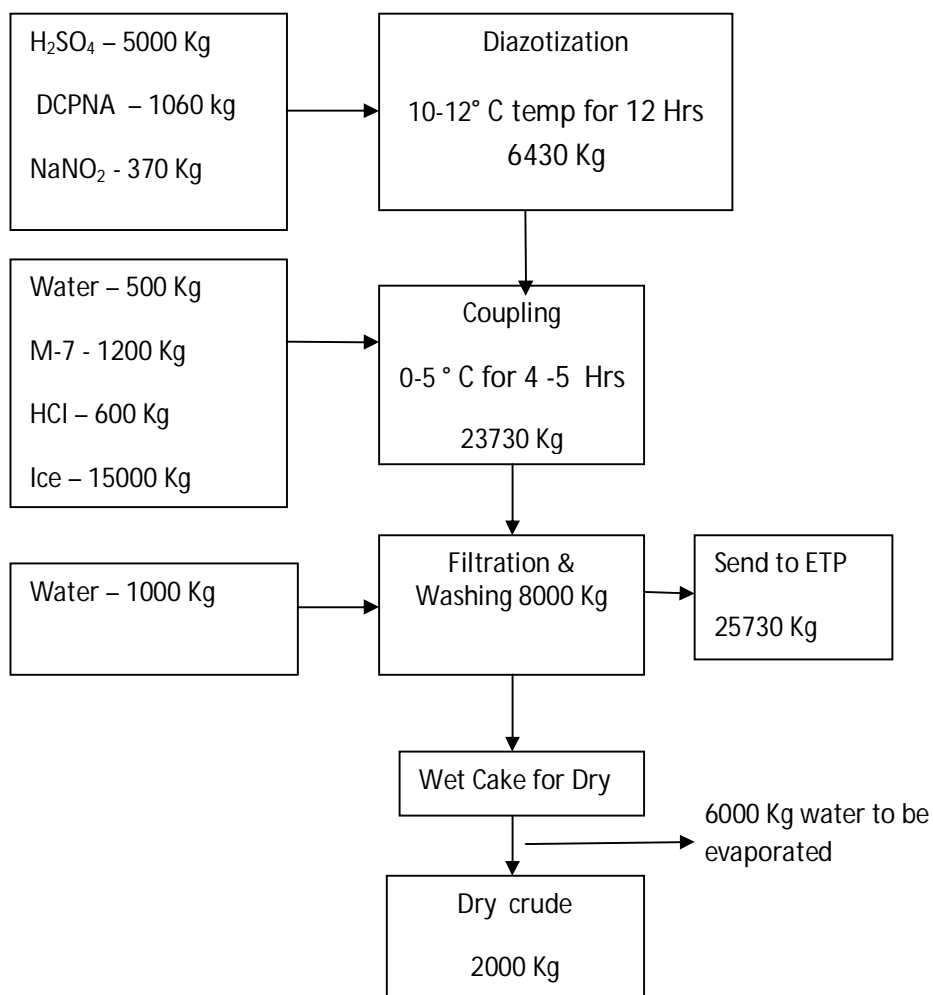 H₂SO₄ – 5000 Kg
DCPNA – 1060 kg
NaNO₂ - 370 Kg
Diazotization
10-12° C temp for 12 Hrs
6430 Kg
Water – 500 Kg
M-7 - 1200 Kg
HCl – 600 Kg
Ice – 15000 Kg
Coupling
0-5 ° C for 4 -5 Hrs
23730 Kg
Water – 1000 Kg
Filtration &
Washing 8000 Kg
Send to ETP
25730 Kg
Wet Cake for Dry
6000 Kg water to be
evaporated
Dry crude
2000 Kg